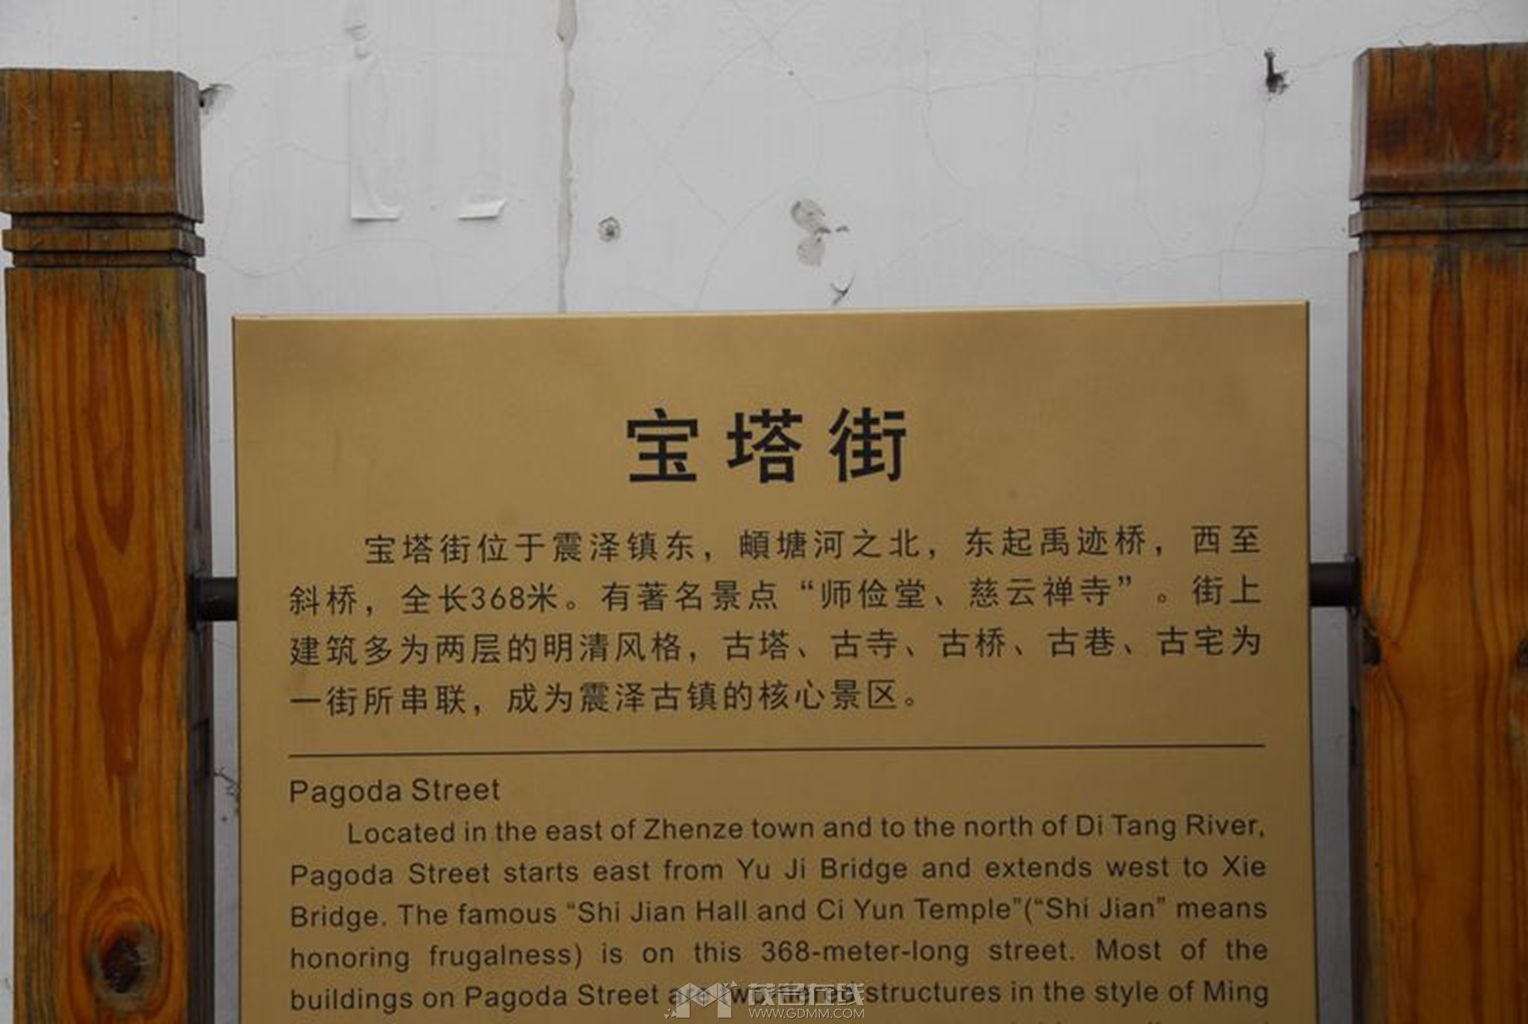 宝塔街
宝塔街位于震泽镇东，頔塘河之北，东起禹迹桥，西至
斜桥，全长368米。有著名景点“师俭堂、慈云禅寺”。街上
建筑多为两层的明清风格，古塔、古寺、古桥、古巷、古宅为
一街所串联，成为震泽古镇的核心景区。
Pagoda Street
Located in the east of Zhenze town and to the north of Di Tang River,
Pagoda Street starts east from Yu Ji Bridge and extends west to Xie
Bridge. The famous “Shi Jian Hall and Ci Yun Temple”(“Shi Jian” means
honoring frugalness) is on this 368-meter-long street. Most of the
buildings on Pagoda Street are structures in the style of Ming
茂名在线
WWW.GDMM.COM